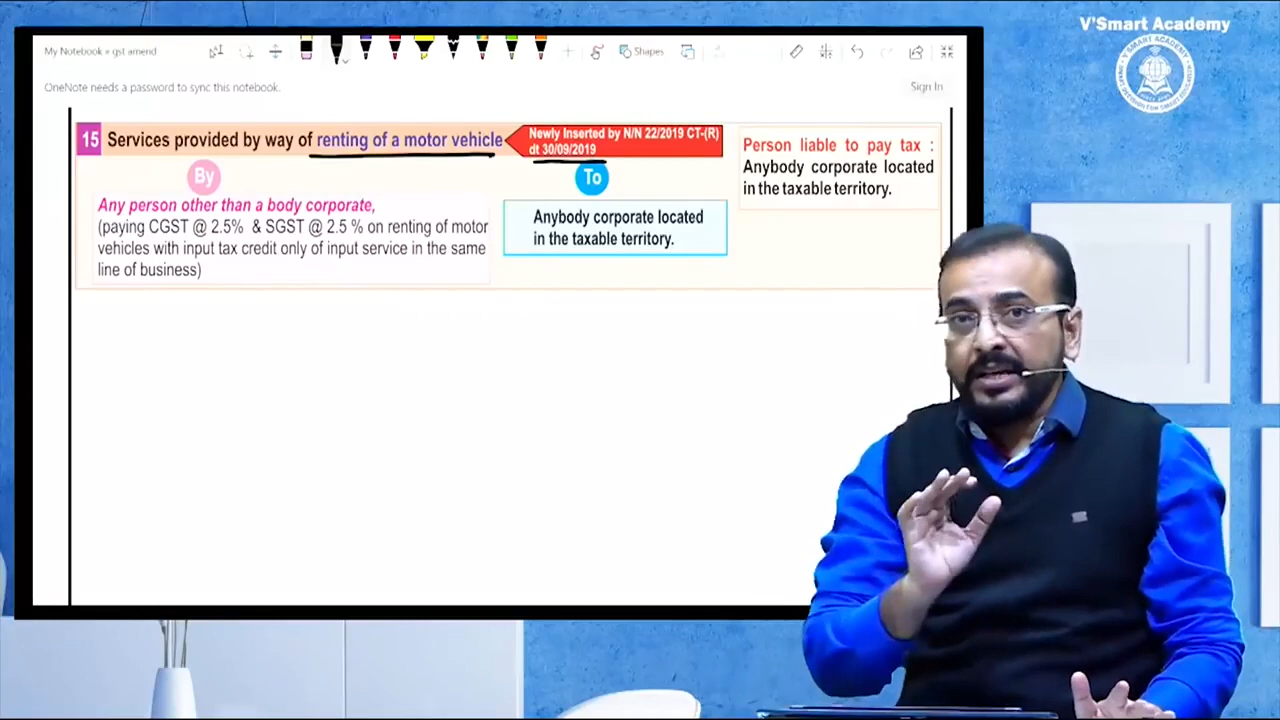 V'Smart Academy
My Notebook » gst amend
Shapes
OneNote needs a password to sync this notebook.
Sign In
15 Services provided by way of renting of a motor vehicle
Newly Inserted by N/N 22/2019 CT-(R)
dt 30/09/2019
Person liable to pay tax :
Anybody corporate located
in the taxable territory.
By
To
Any person other than a body corporate,
(paying CGST @ 2.5% & SGST @ 2.5 % on renting of motor
vehicles with input tax credit only of input service in the same
line of business)
Anybody corporate located
in the taxable territory.